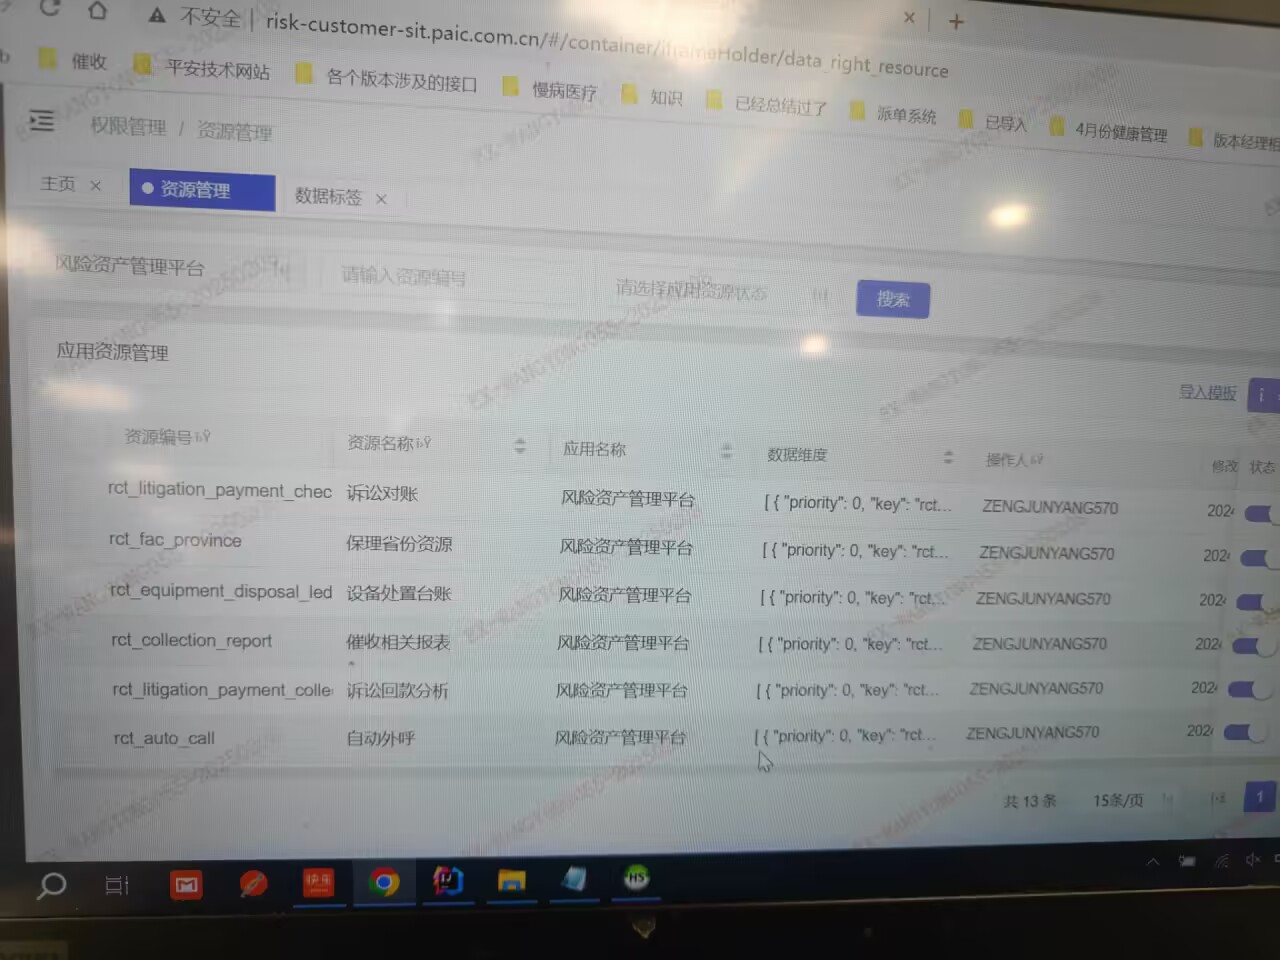 不安全 | risk-customer-sit.paic.com.cn/#/container/iframeHolder/data_right_resource
催收 平安技术网站 各个版本涉及的接口 慢病医疗 知识 已经总结过了 派单系统 已导入 4月份健康管理 版本经理相
权限管理 / 资源管理
主页 × 资源管理 数据标签 ×
风险资产管理平台 请输入资源编号 请选择应用资源状态 搜索
应用资源管理
导入模板
资源编号 资源名称 应用名称 数据维度 操作人 修改 状态
rct_litigation_payment_chec 诉讼对账 风险资产管理平台 [ { "priority": 0, "key": "rct... ZENGJUNYANG570 2024
rct_fac_province 保理省份资源 风险资产管理平台 [ { "priority": 0, "key": "rct... ZENGJUNYANG570 2024
rct_equipment_disposal_led 设备处置台账 风险资产管理平台 [ { "priority": 0, "key": "rct... ZENGJUNYANG570 2024
rct_collection_report 催收相关报表 风险资产管理平台 [ { "priority": 0, "key": "rct... ZENGJUNYANG570 2024
rct_litigation_payment_colle 诉讼回款分析 风险资产管理平台 [ { "priority": 0, "key": "rct... ZENGJUNYANG570 2024
rct_auto_call 自动外呼 风险资产管理平台 [ { "priority": 0, "key": "rct... ZENGJUNYANG570 2024
共 13 条 15条/页 1
快乐 HS